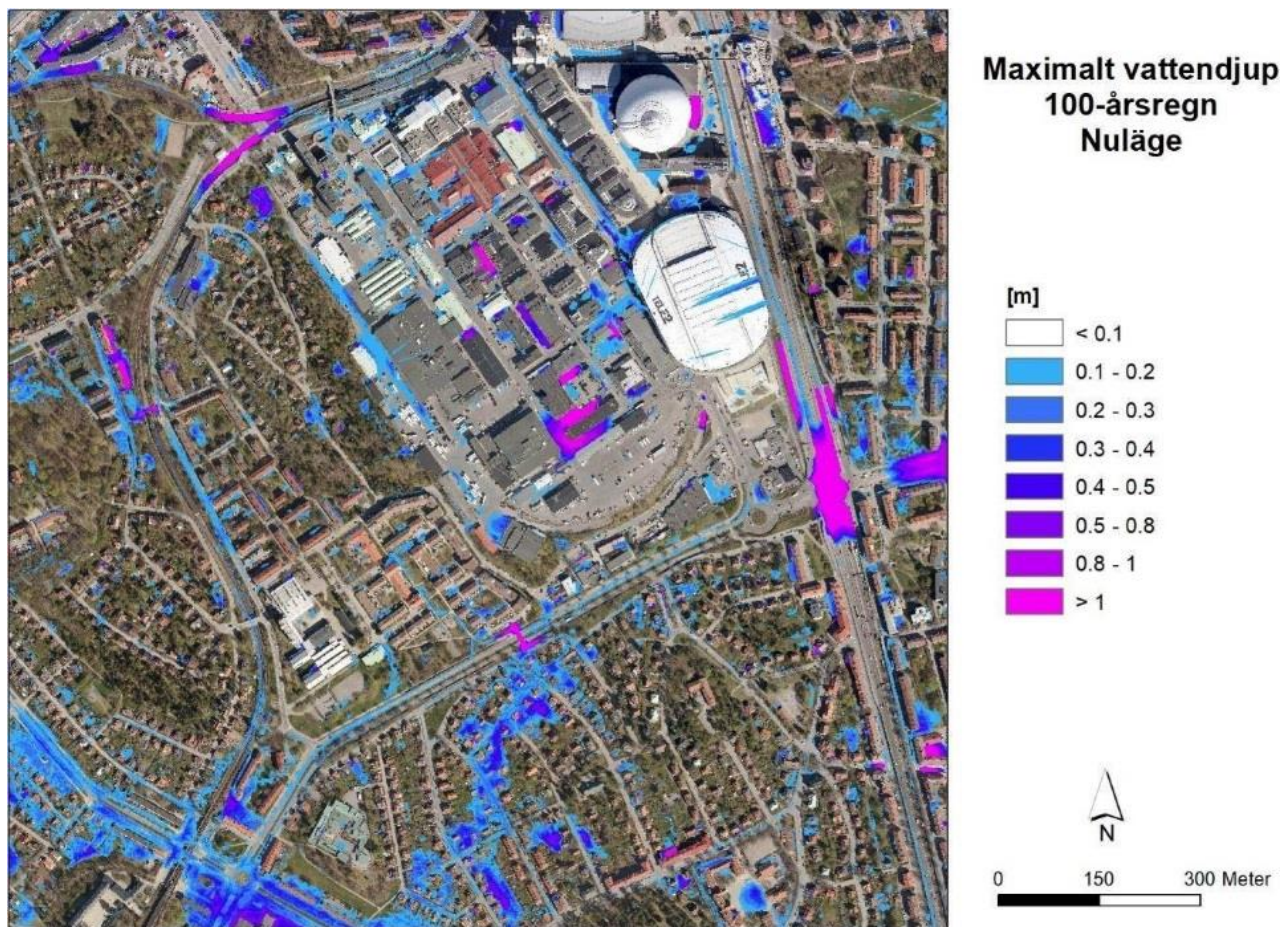 Maximalt vattendjup
100-årsregn
Nuläge
[m]
< 0.1
0.1 - 0.2
0.2 - 0.3
0.3 - 0.4
0.4 - 0.5
0.5 - 0.8
0.8 - 1
> 1
TELE2
N
0 150 300 Meter